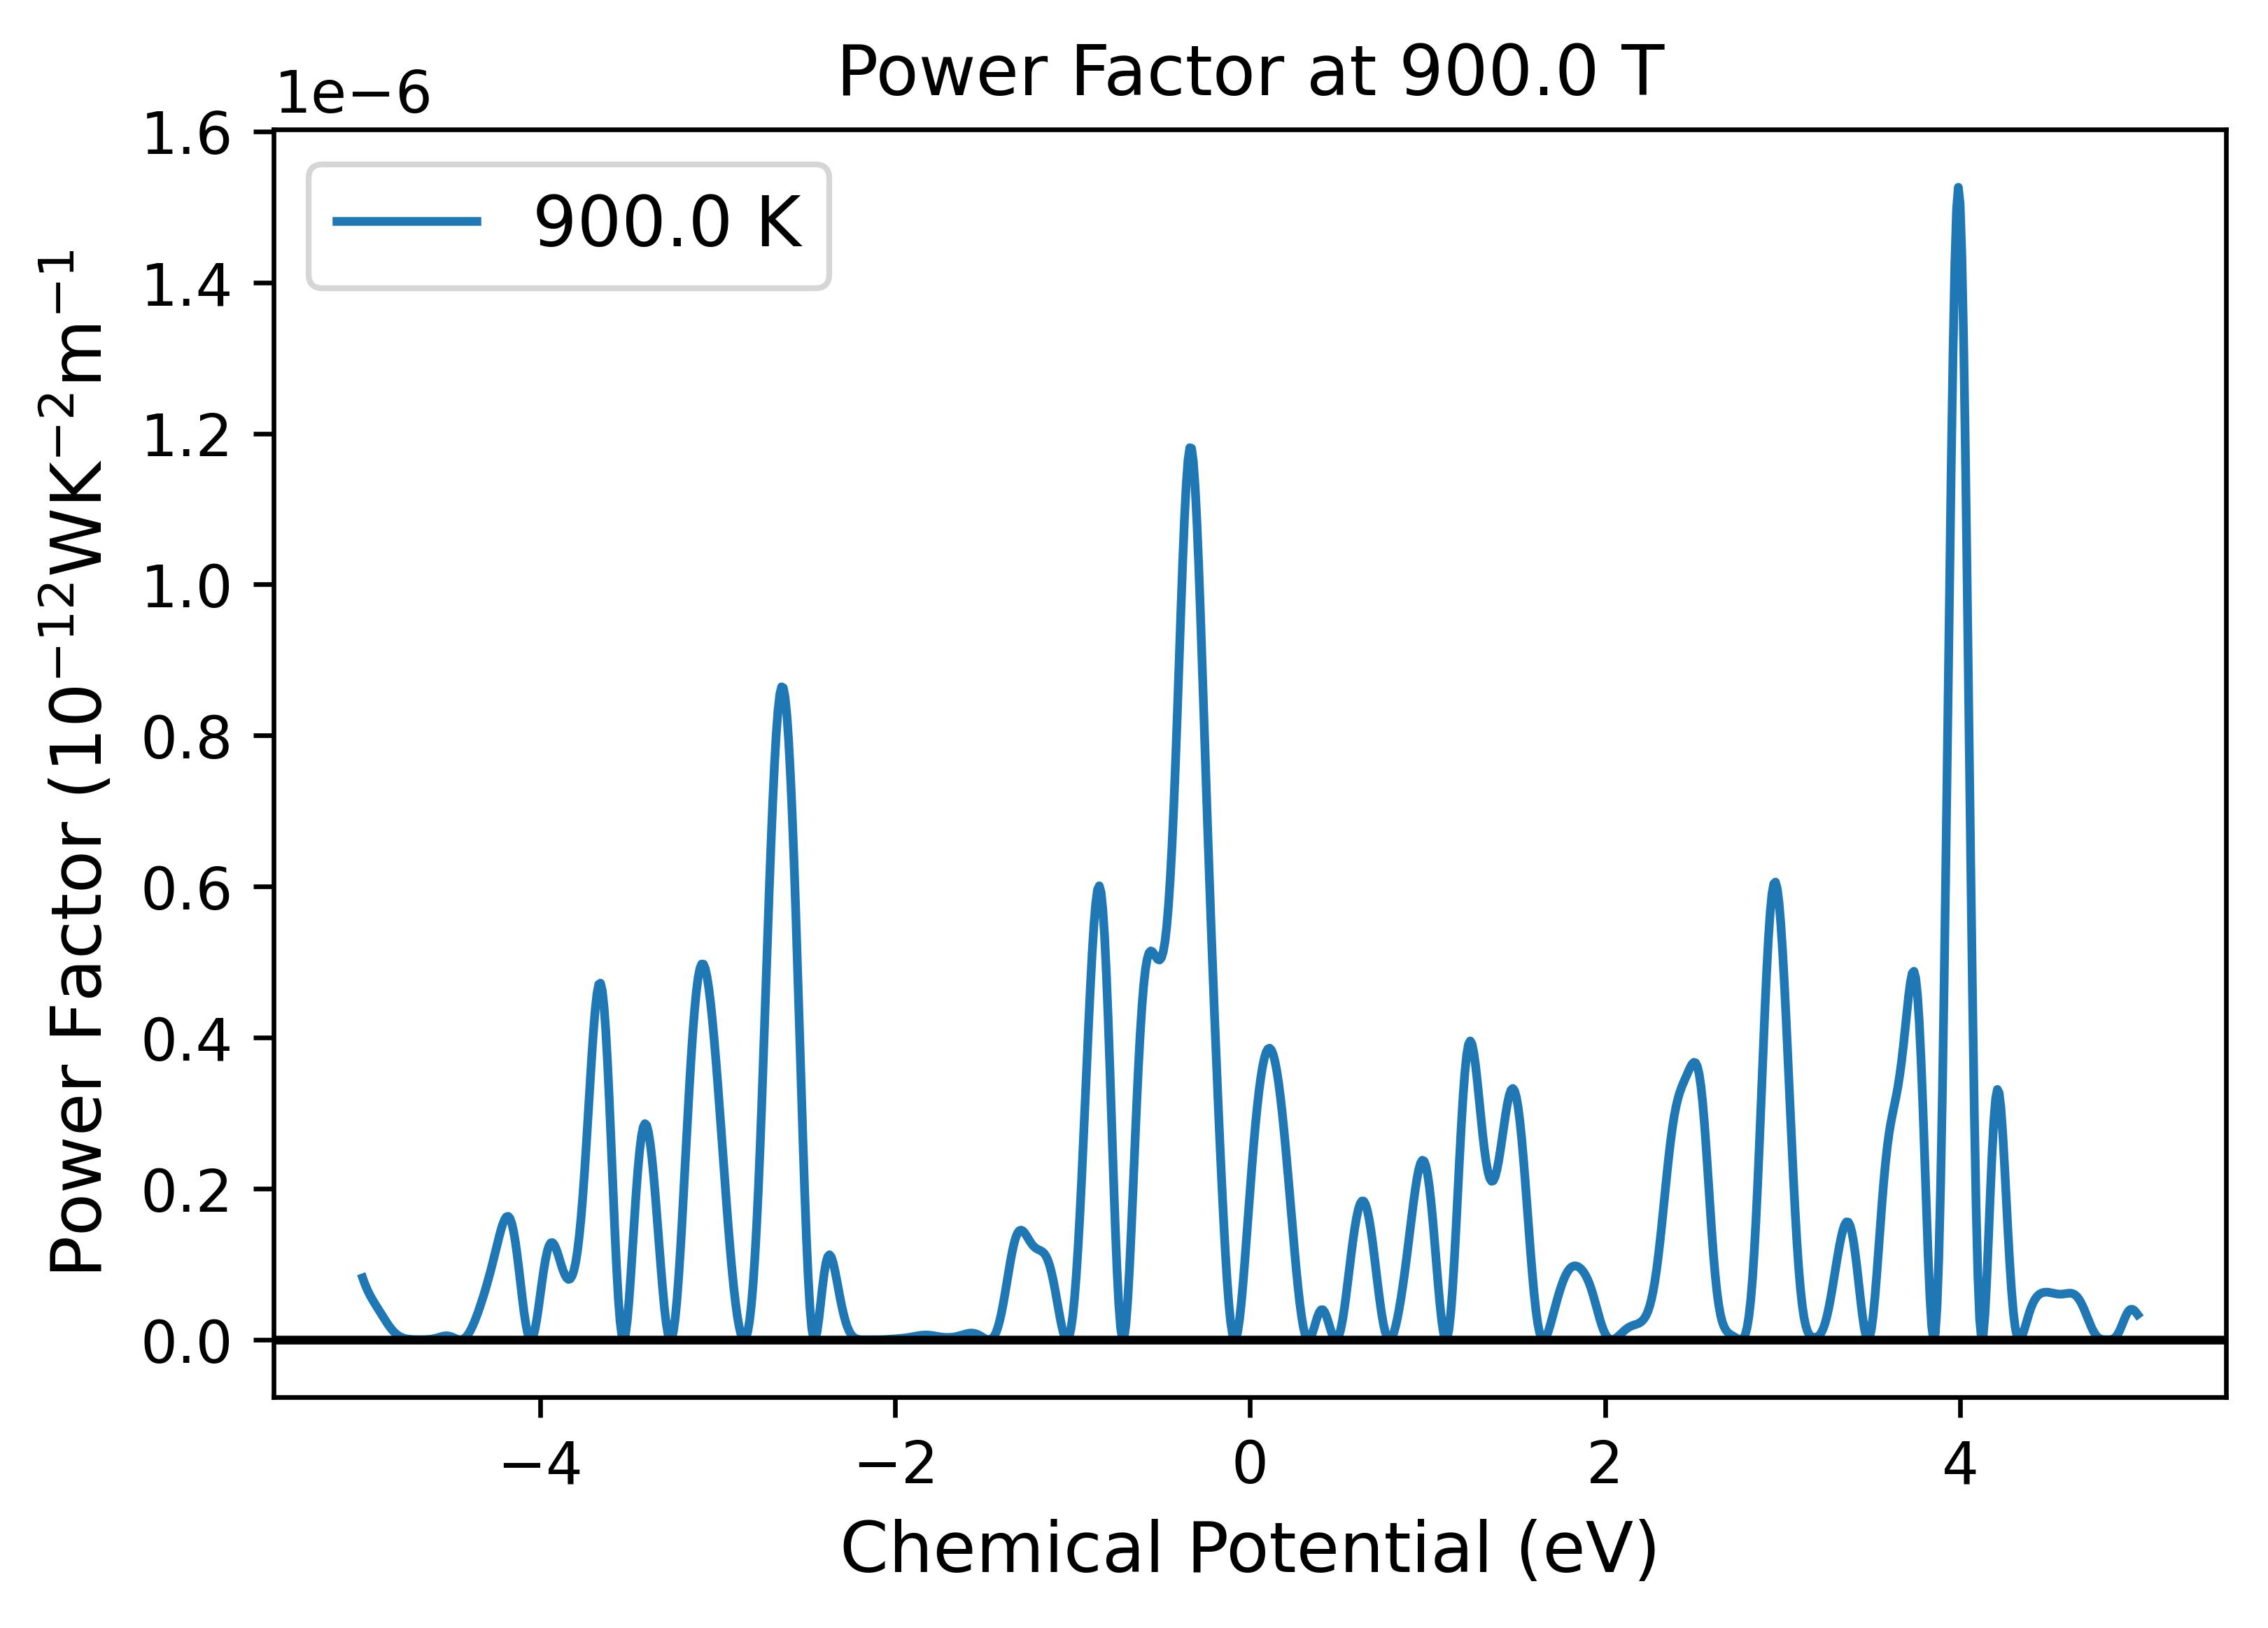 Power Factor at 900.0 T
1e−6
900.0 K
1.6
1.4
1.2
1.0
0.8
0.6
0.4
0.2
0.0
Power Factor (10⁻¹²WK⁻²m⁻¹
−4 −2 0 2 4
Chemical Potential (eV)